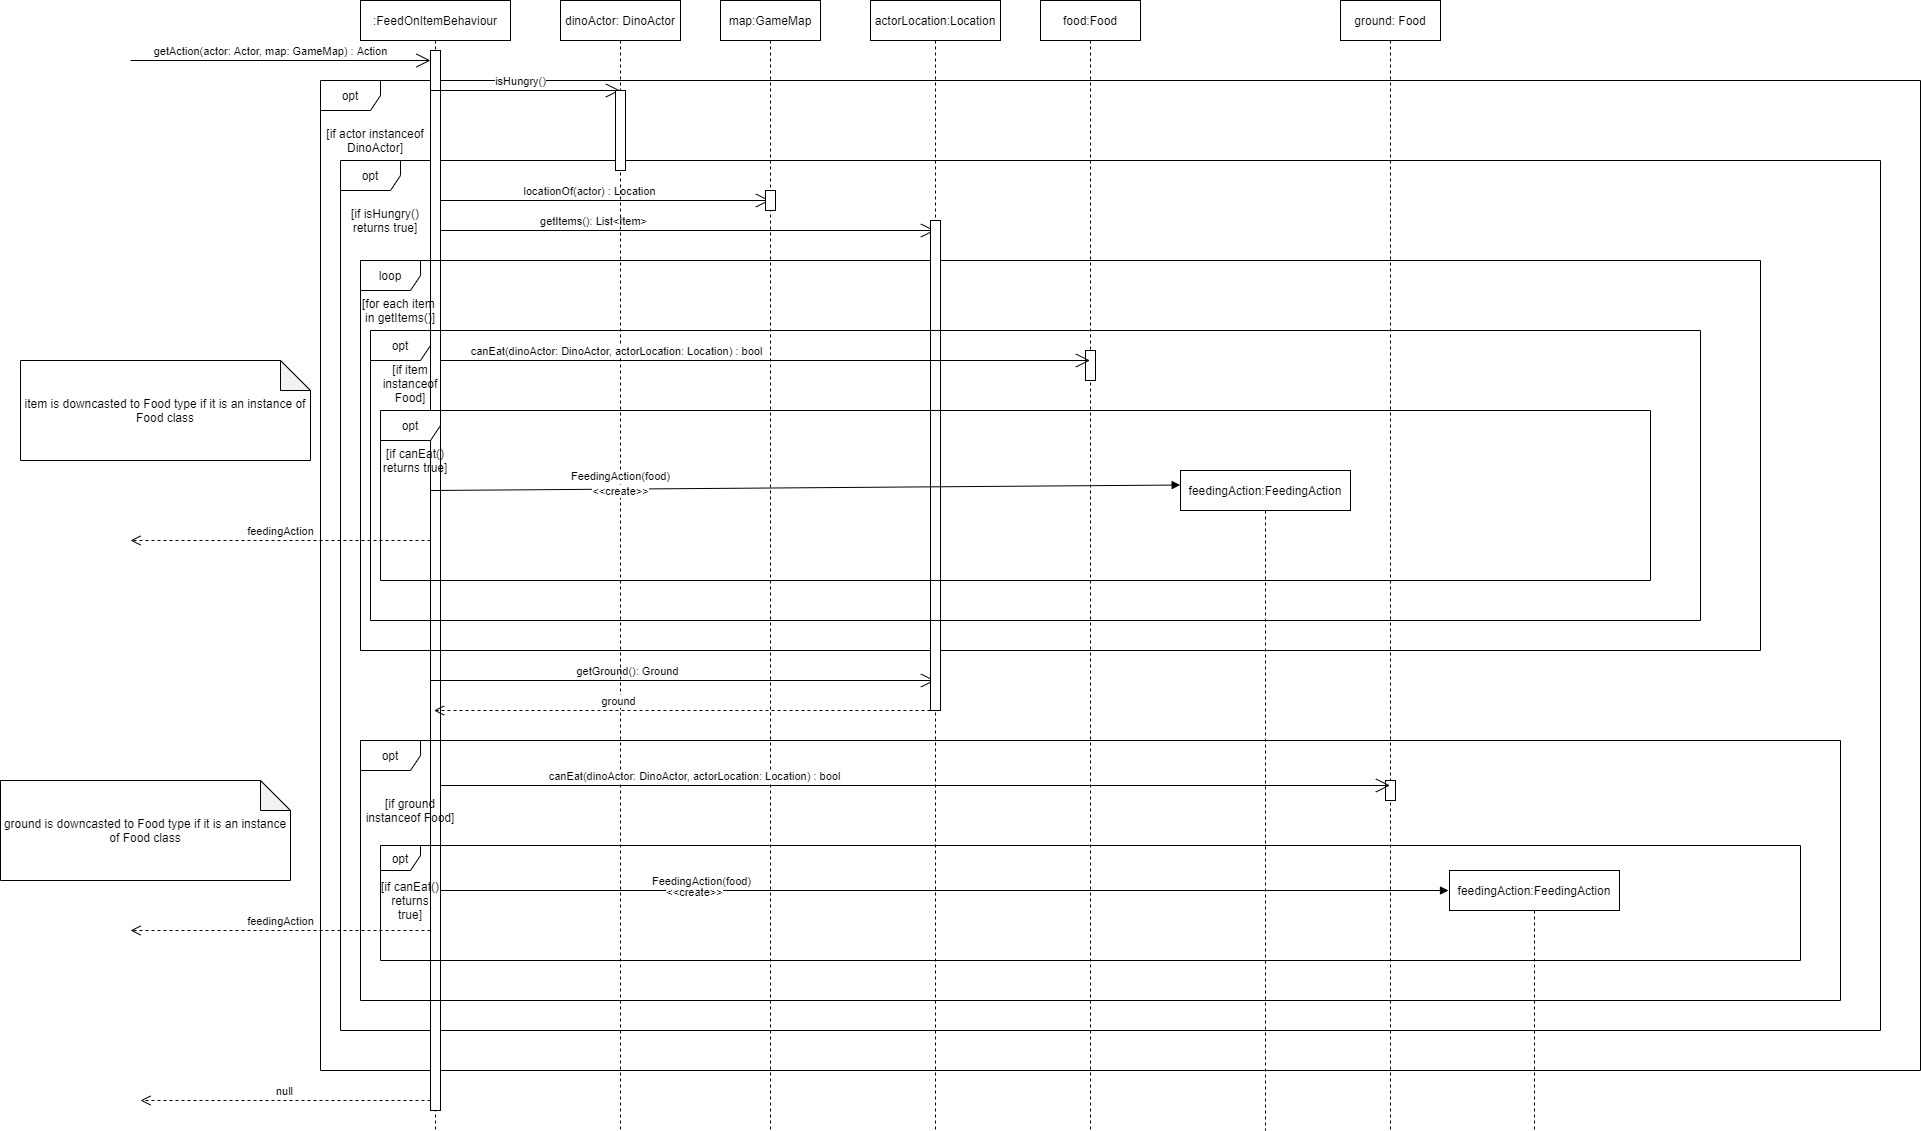 :FeedOnItemBehaviour
dinoActor: DinoActor
map:GameMap
actorLocation:Location
food:Food
ground: Food
getAction(actor: Actor, map: GameMap) : Action
isHungry()
opt
[if actor instanceof
DinoActor]
opt
locationOf(actor) : Location
[if isHungry()
returns true]
getItems(): List<Item>
loop
[for each item
in getItems()]
opt
canEat(dinoActor: DinoActor, actorLocation: Location) : bool
[if item
instanceof
Food]
item is downcasted to Food type if it is an instance of
Food class
opt
[if canEat()
returns true]
FeedingAction(food)
<<create>>
feedingAction:FeedingAction
feedingAction
getGround(): Ground
ground
opt
canEat(dinoActor: DinoActor, actorLocation: Location) : bool
[if ground
instanceof Food]
ground is downcasted to Food type if it is an instance
of Food class
opt
[if canEat()
returns
true]
FeedingAction(food)
<<create>>
feedingAction:FeedingAction
feedingAction
null